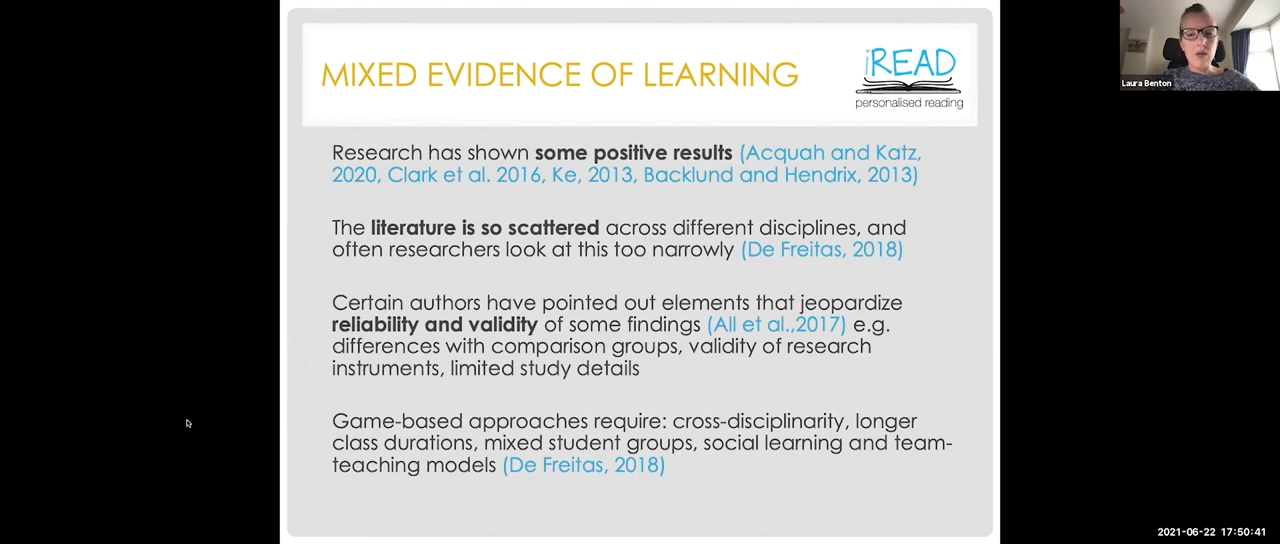 MIXED EVIDENCE OF LEARNING
iREAD
personalised reading
Research has shown some positive results (Acquah and Katz,
2020, Clark et al. 2016, Ke, 2013, Backlund and Hendrix, 2013)
The literature is so scattered across different disciplines, and
often researchers look at this too narrowly (De Freitas, 2018)
Certain authors have pointed out elements that jeopardize
reliability and validity of some findings (All et al.,2017) e.g.
differences with comparison groups, validity of research
instruments, limited study details
Game-based approaches require: cross-disciplinarity, longer
class durations, mixed student groups, social learning and team-
teaching models (De Freitas, 2018)
Laura Benton
2021-06-22 17:50:41